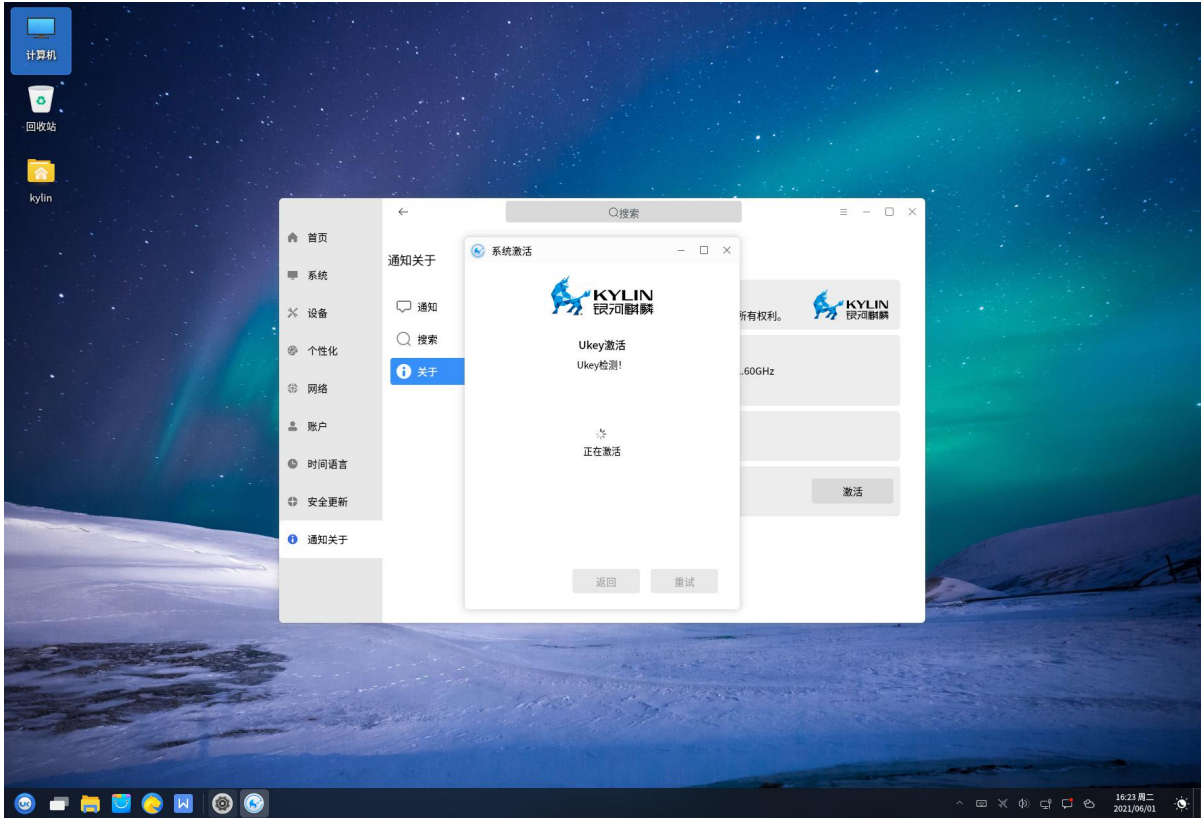 计算机
回收站
kylin
搜索
首页
系统
设备
个性化
网络
账户
时间语言
安全更新
通知关于
通知关于
通知
搜索
关于
系统激活
KYLIN
银河麒麟
Ukey激活
Ukey检测!
正在激活
返回
重试
所有权利。
KYLIN
银河麒麟
.60GHz
激活
16:23 周二
2021/06/01